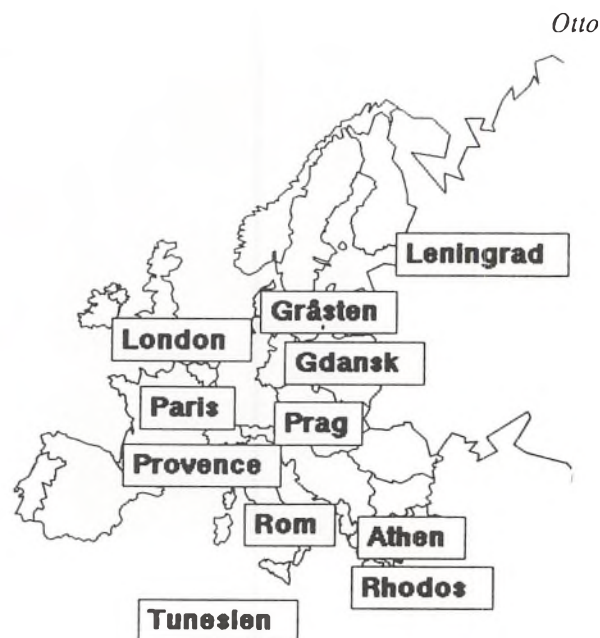 Otto
Leningrad
Gråsten
London
Gdansk
Paris
Prag
Provence
Rom
Athen
Rhodos
Tunesien